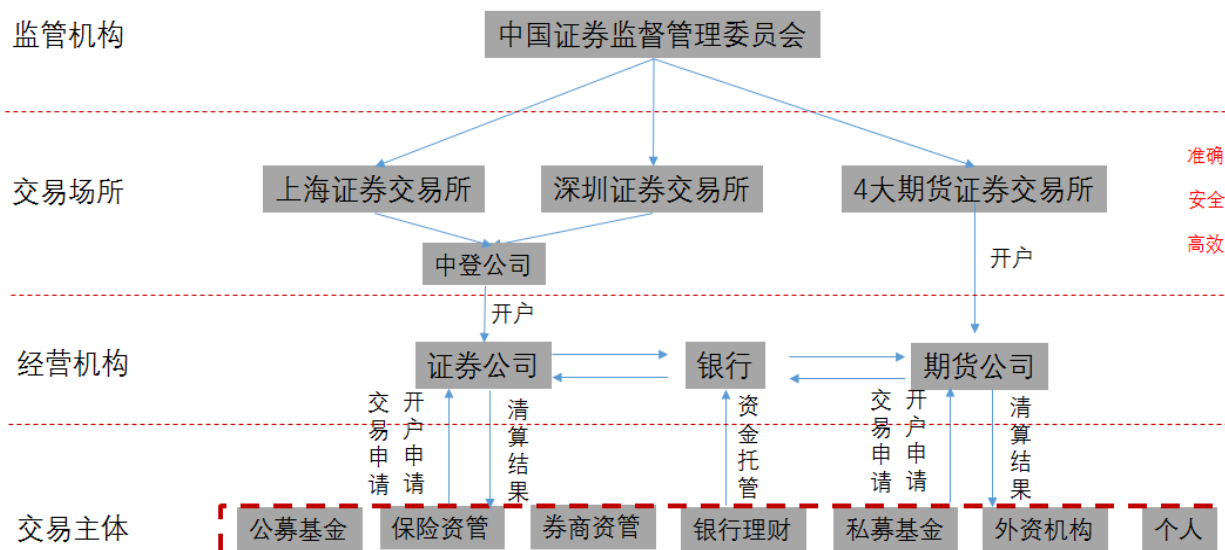 监管机构
中国证券监督管理委员会
交易场所
上海证券交易所
深圳证券交易所
4大期货证券交易所
准确
安全
高效
中登公司
开户
开户
经营机构
证券公司
银行
期货公司
交易申请
开户申请
清算结果
资金托管
交易申请
开户申请
清算结果
交易主体
公募基金
保险资管
券商资管
银行理财
私募基金
外资机构
个人